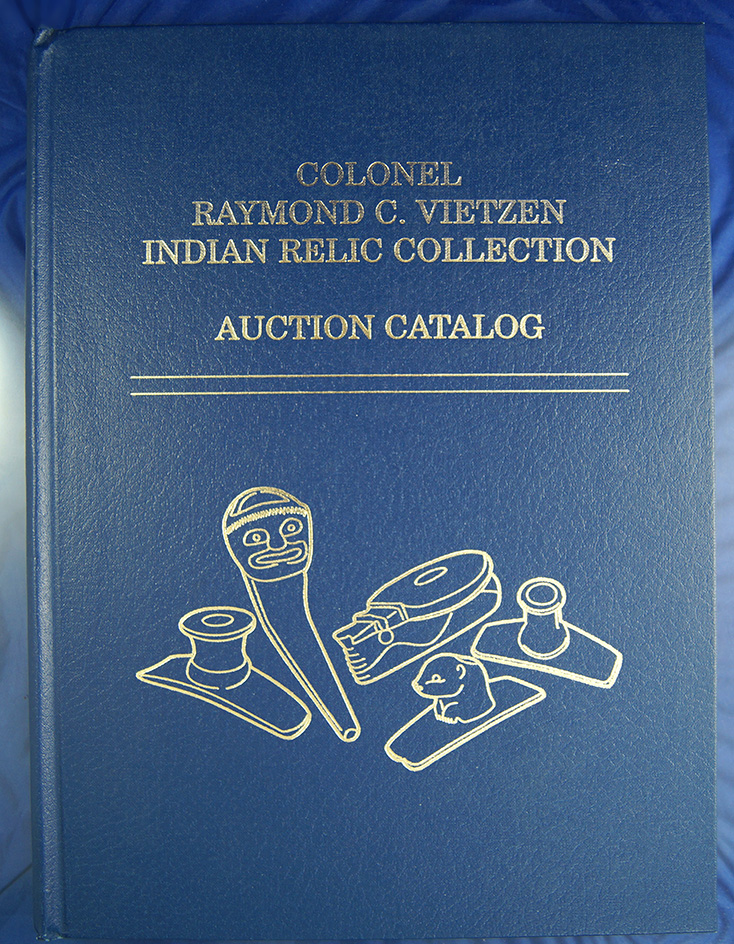 COLONEL
RAYMOND C. VIETZEN
INDIAN RELIC COLLECTION
AUCTION CATALOG